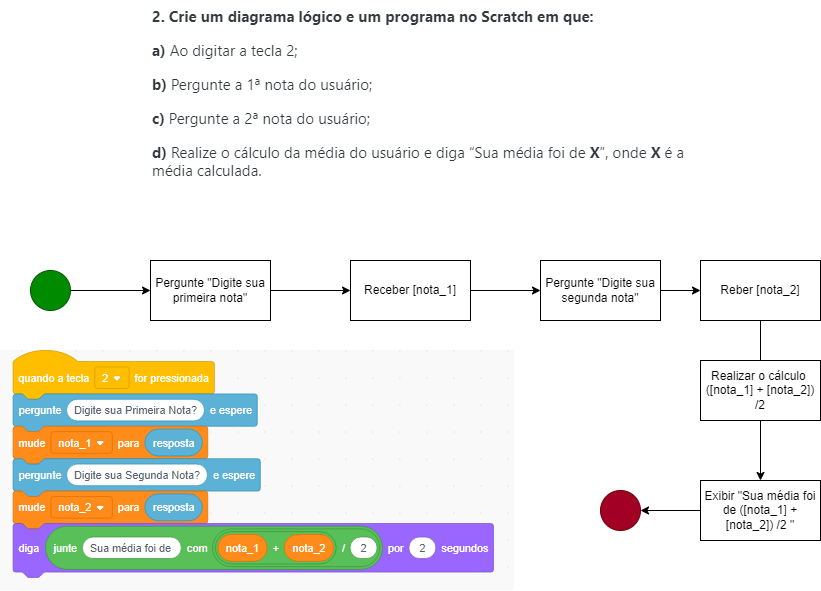 2. Crie um diagrama lógico e um programa no Scratch em que:
a) Ao digitar a tecla 2;
b) Pergunte a 1ª nota do usuário;
c) Pergunte a 2ª nota do usuário;
d) Realize o cálculo da média do usuário e diga “Sua média foi de X”, onde X é a
média calculada.
Pergunte "Digite sua
primeira nota"
Receber [nota_1]
Pergunte "Digite sua
segunda nota"
Reber [nota_2]
Realizar o cálculo
([nota_1] + [nota_2])
/2
Exibir "Sua média foi
de ([nota_1] +
[nota_2]) /2 "
quando a tecla 2 for pressionada
pergunte Digite sua Primeira Nota? e espere
mude nota_1 para resposta
pergunte Digite sua Segunda Nota? e espere
mude nota_2 para resposta
diga junte Sua média foi de com nota_1 + nota_2 / 2 por 2 segundos